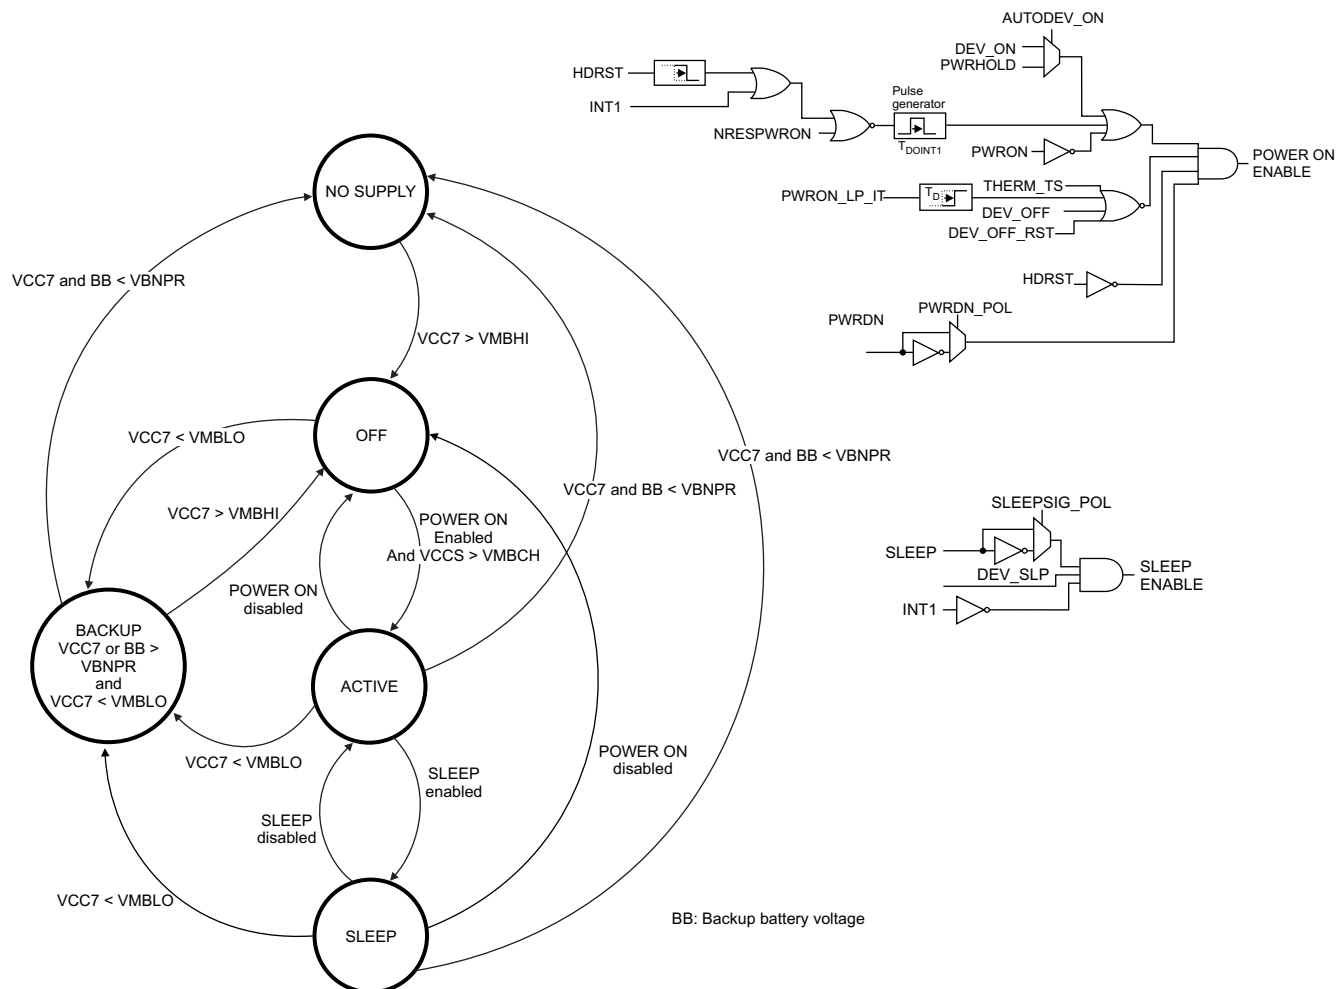 AUTODEV_ON
DEV_ON
PWRHOLD
HDRST
INT1
Pulse
generator
NRESPWRON
TDOINT1
PWRON
POWER ON
ENABLE
PWRON_LP_IT
TD
THERM_TS
DEV_OFF
DEV_OFF_RST
HDRST
PWRDN
PWRDN_POL
NO SUPPLY
VCC7 and BB < VBNPR
VCC7 > VMBHI
OFF
VCC7 < VMBLO
VCC7 and BB < VBNPR
VCC7 and BB < VBNPR
VCC7 > VMBHI
POWER ON
Enabled
And VCCS > VMBCH
POWER ON
disabled
SLEEPSIG_POL
SLEEP
DEV_SLP
SLEEP
ENABLE
INT1
BACKUP
VCC7 or BB >
VBNPR
and
VCC7 < VMBLO
ACTIVE
VCC7 < VMBLO
POWER ON
disabled
SLEEP
enabled
SLEEP
disabled
VCC7 < VMBLO
SLEEP
BB: Backup battery voltage